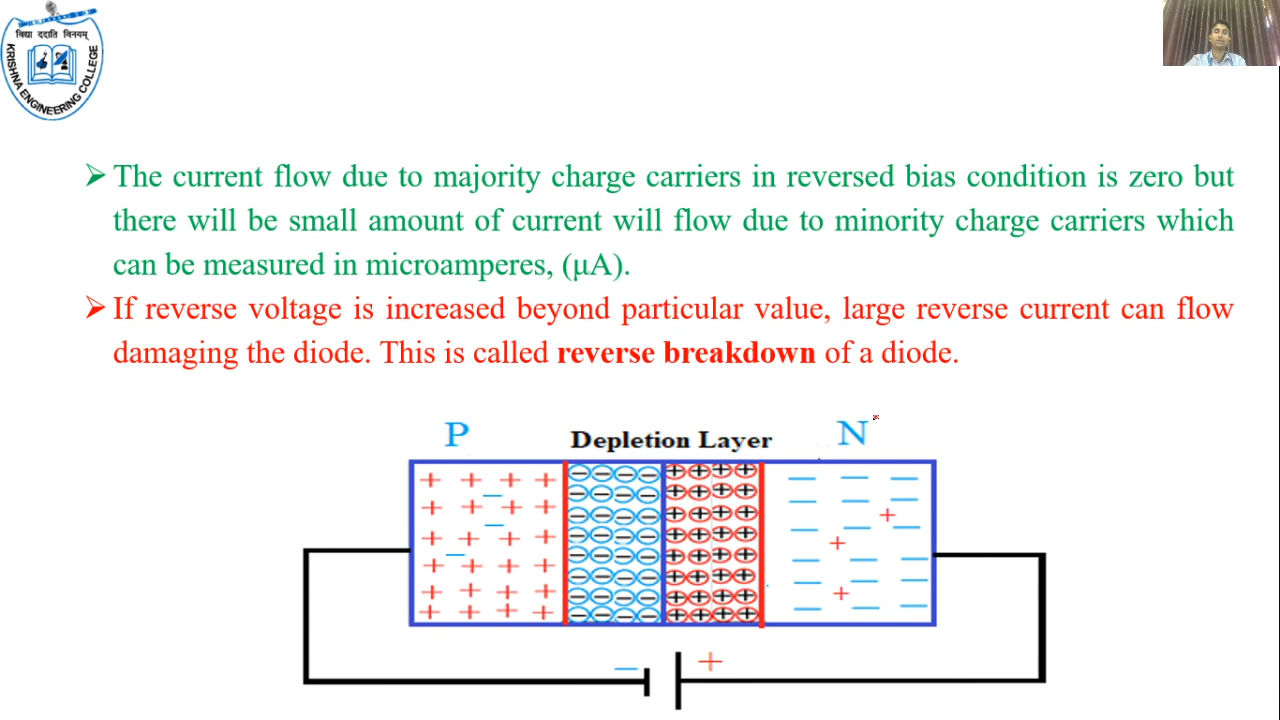 विद्या ददाति विनयम्
KRISHNA ENGINEERING COLLEGE
➢ The current flow due to majority charge carriers in reversed bias condition is zero but
there will be small amount of current will flow due to minority charge carriers which
can be measured in microamperes, (μA).
➢ If reverse voltage is increased beyond particular value, large reverse current can flow
damaging the diode. This is called reverse breakdown of a diode.
P Depletion Layer N
− +